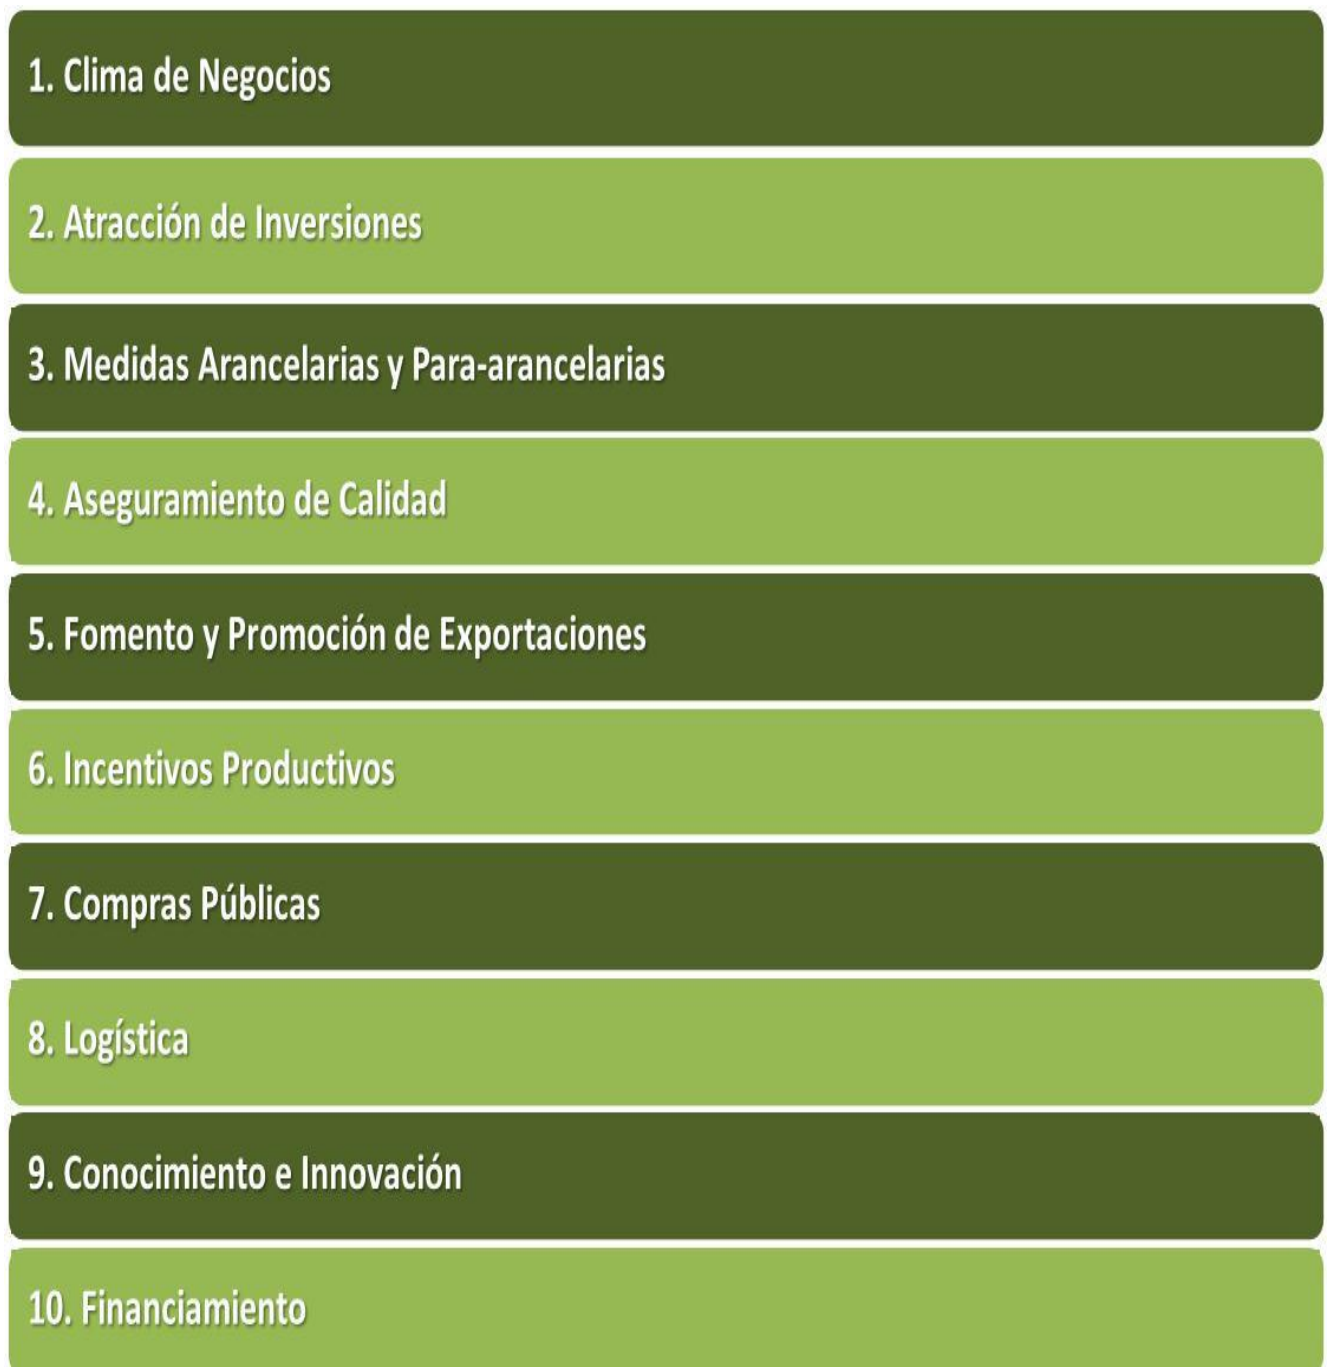 1. Clima de Negocios
2. Atracción de Inversiones
3. Medidas Arancelarias y Para-arancelarias
4. Aseguramiento de Calidad
5. Fomento y Promoción de Exportaciones
6. Incentivos Productivos
7. Compras Públicas
8. Logística
9. Conocimiento e Innovación
10. Financiamiento